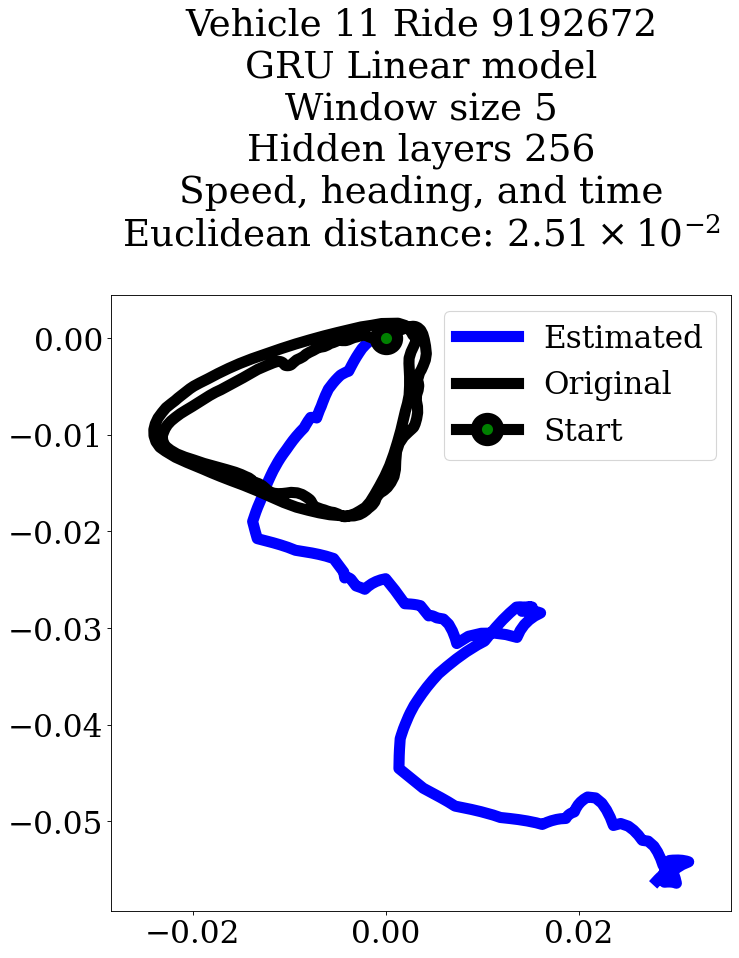 Vehicle 11 Ride 9192672
GRU Linear model
Window size 5
Hidden layers 256
Speed, heading, and time
Euclidean distance: 2.51 × 10⁻²
Estimated
Original
Start
0.00
−0.01
−0.02
−0.03
−0.04
−0.05
−0.02 0.00 0.02